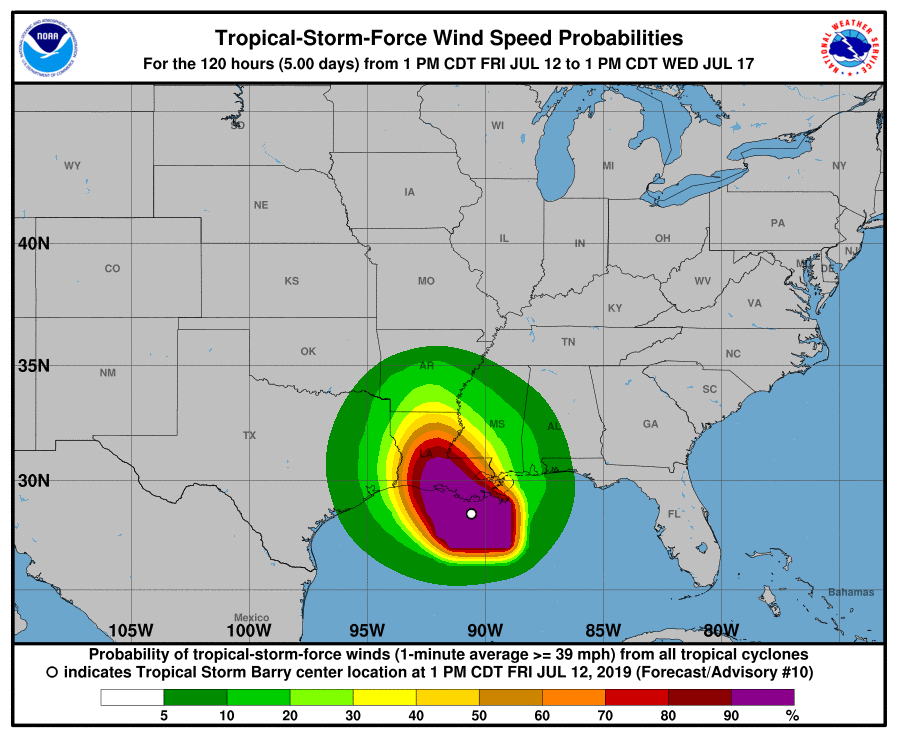 Tropical-Storm-Force Wind Speed Probabilities
For the 120 hours (5.00 days) from 1 PM CDT FRI JUL 12 to 1 PM CDT WED JUL 17
NOAA
NATIONAL WEATHER SERVICE
SD
WI
WY
MI
NY
IA
NE
PA
40N
IL
IN
OH
NJ
CO
DE
KS
MO
WV
VA
KY
TN
OK
NC
35N
AR
NM
SC
MS
AL
GA
TX
LA
30N
FL
Bahamas
Mexico
105W 100W 95W 90W 85W 80W
Probability of tropical-storm-force winds (1-minute average >= 39 mph) from all tropical cyclones
indicates Tropical Storm Barry center location at 1 PM CDT FRI JUL 12, 2019 (Forecast/Advisory #10)
5 10 20 30 40 50 60 70 80 90 %